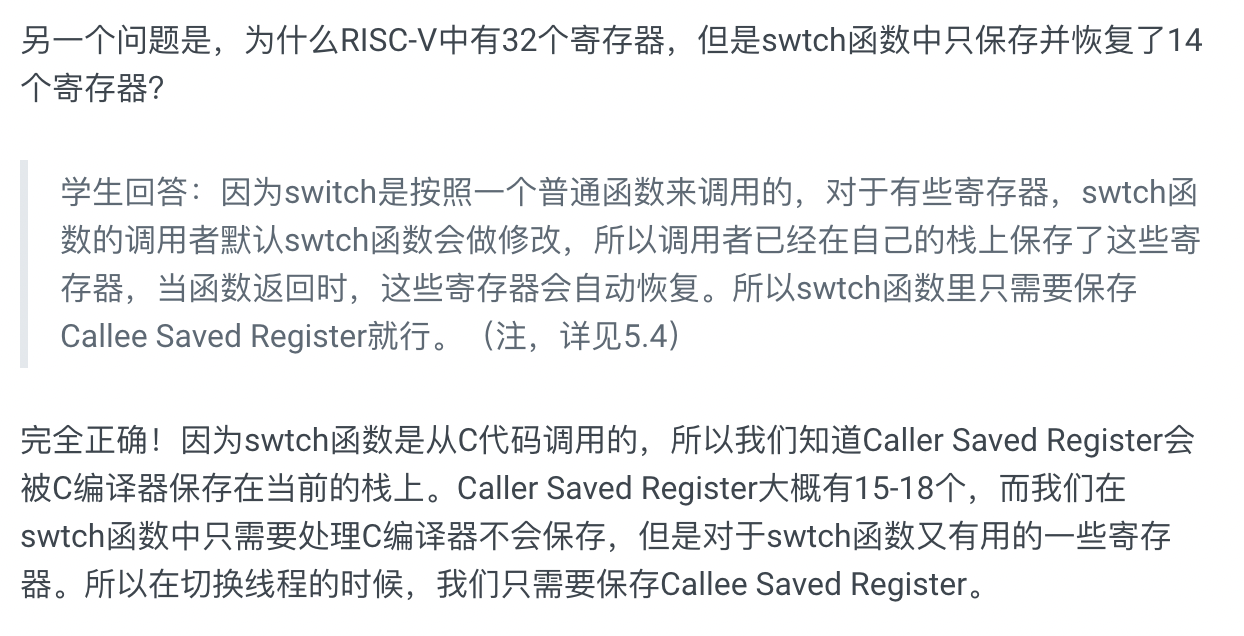 另一个问题是，为什么RISC-V中有32个寄存器，但是swtch函数中只保存并恢复了14
个寄存器?
学生回答：因为switch是按照一个普通函数来调用的，对于有些寄存器，swtch函
数的调用者默认swtch函数会做修改，所以调用者已经在自己的栈上保存了这些寄
存器，当函数返回时，这些寄存器会自动恢复。所以swtch函数里只需要保存
Callee Saved Register就行。（注，详见5.4）
完全正确！因为swtch函数是从C代码调用的，所以我们知道Caller Saved Register会
被C编译器保存在当前的栈上。Caller Saved Register大概有15-18个，而我们在
swtch函数中只需要处理C编译器不会保存，但是对于swtch函数又有用的一些寄存
器。所以在切换线程的时候，我们只需要保存Callee Saved Register。